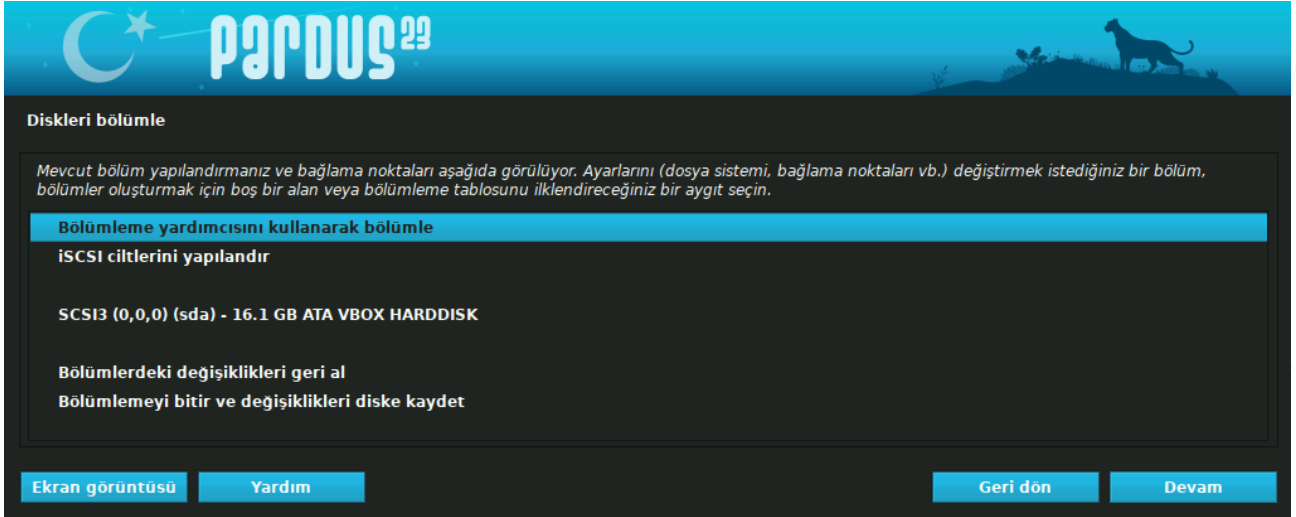 PARDUS 23
Diskleri bölümle
Mevcut bölüm yapılandırmanız ve bağlama noktaları aşağıda görülüyor. Ayarlarını (dosya sistemi, bağlama noktaları vb.) değiştirmek istediğiniz bir bölüm,
bölümler oluşturmak için boş bir alan veya bölümleme tablosunu ilklendireceğiniz bir aygıt seçin.
Bölümleme yardımcısını kullanarak bölümle
iSCSI ciltlerini yapılandır
SCSI3 (0,0,0) (sda) - 16.1 GB ATA VBOX HARDDISK
Bölümlerdeki değişiklikleri geri al
Bölümlemeyi bitir ve değişiklikleri diske kaydet
Ekran görüntüsü Yardım Geri dön Devam